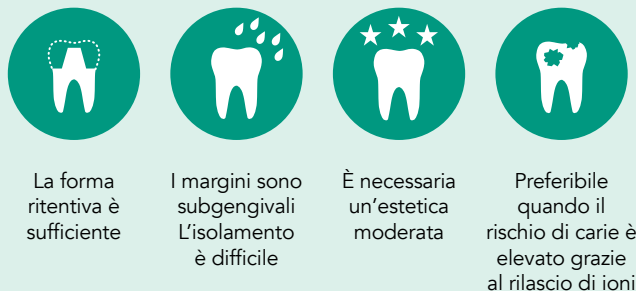 La forma
ritentiva è
sufficiente
I margini sono
subgengivali
L’isolamento
è difficile
È necessaria
un’estetica
moderata
Preferibile
quando il
rischio di carie è
elevato grazie
al rilascio di ioni